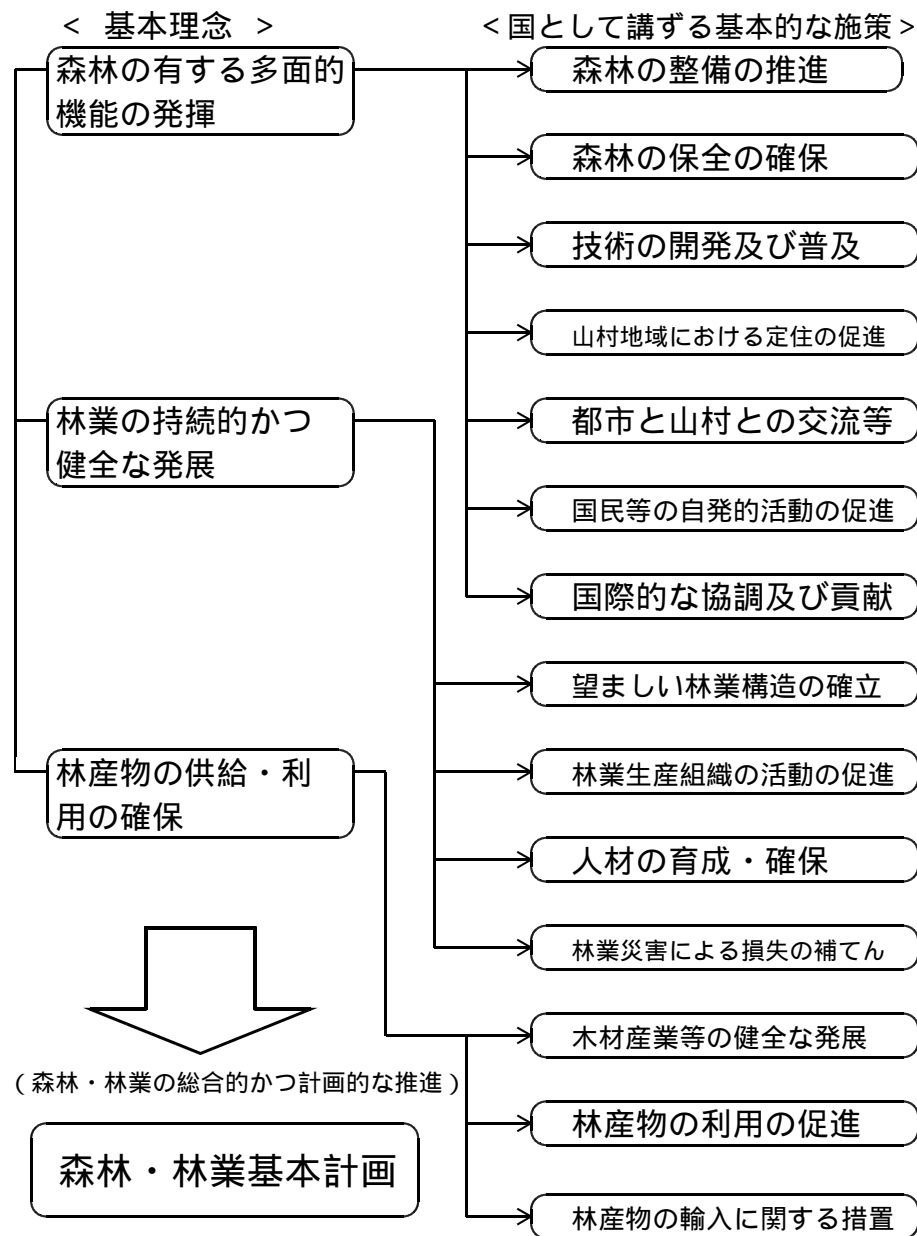 < 基本理念 >
<国として講ずる基本的な施策>
森林の有する多面的
機能の発揮
森林の整備の推進
森林の保全の確保
技術の開発及び普及
山村地域における定住の促進
都市と山村との交流等
国民等の自発的活動の促進
国際的な協調及び貢献
林業の持続的かつ
健全な発展
望ましい林業構造の確立
林業生産組織の活動の促進
人材の育成・確保
林業災害による損失の補てん
林産物の供給・利
用の確保
木材産業等の健全な発展
林産物の利用の促進
林産物の輸入に関する措置
(森林・林業の総合的かつ計画的な推進)
森林・林業基本計画